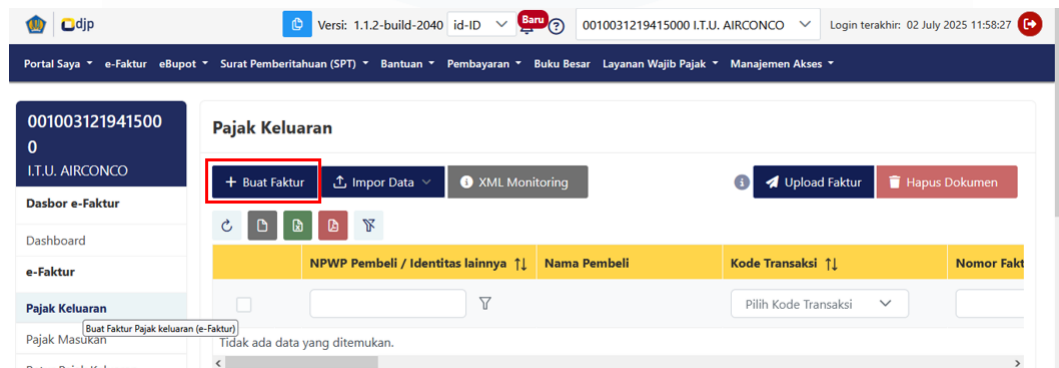 djp Versi: 1.1.2-build-2040 id-ID Baru 0010031219415000 I.T.U. AIRCONCO Login terakhir: 02 July 2025 11:58:27
Portal Saya e-Faktur eBupot Surat Pemberitahuan (SPT) Bantuan Pembayaran Buku Besar Layanan Wajib Pajak Manajemen Akses
001003121941500
0
I.T.U. AIRCONCO
Dasbor e-Faktur
Dashboard
e-Faktur
Pajak Keluaran
Buat Faktur Pajak keluaran (e-Faktur)
Pajak Masukan
Pajak Keluaran
+ Buat Faktur Impor Data XML Monitoring Upload Faktur Hapus Dokumen
NPWP Pembeli / Identitas lainnya Nama Pembeli Kode Transaksi Nomor Fakt
Pilih Kode Transaksi
Tidak ada data yang ditemukan.